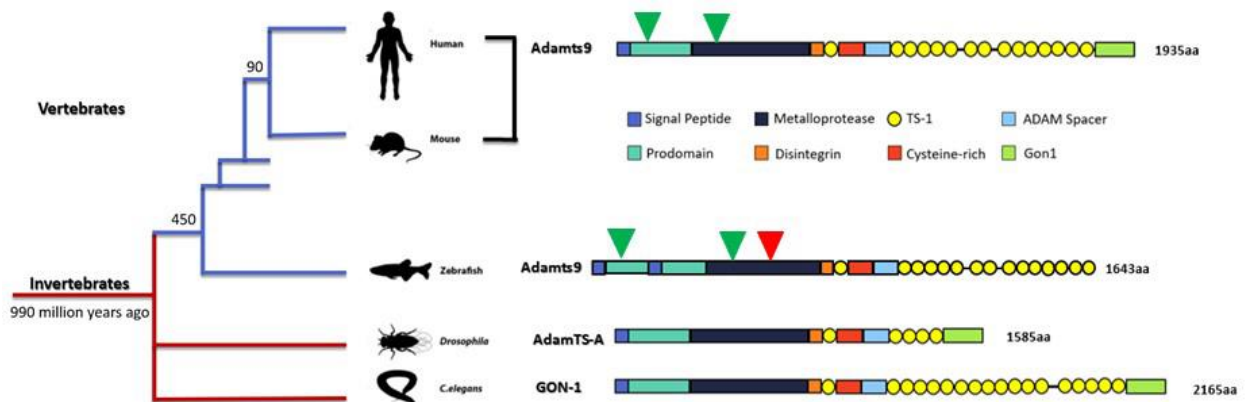 90
Human
Adamts9
1935aa
Vertebrates
Signal Peptide
Metalloprotease
TS-1
ADAM Spacer
Mouse
Prodomain
Disintegrin
Cysteine-rich
Gon1
450
Invertebrates
Zebrafish
Adamts9
1643aa
990 million years ago
Drosophila
AdamTS-A
1585aa
C.elegans
GON-1
2165aa